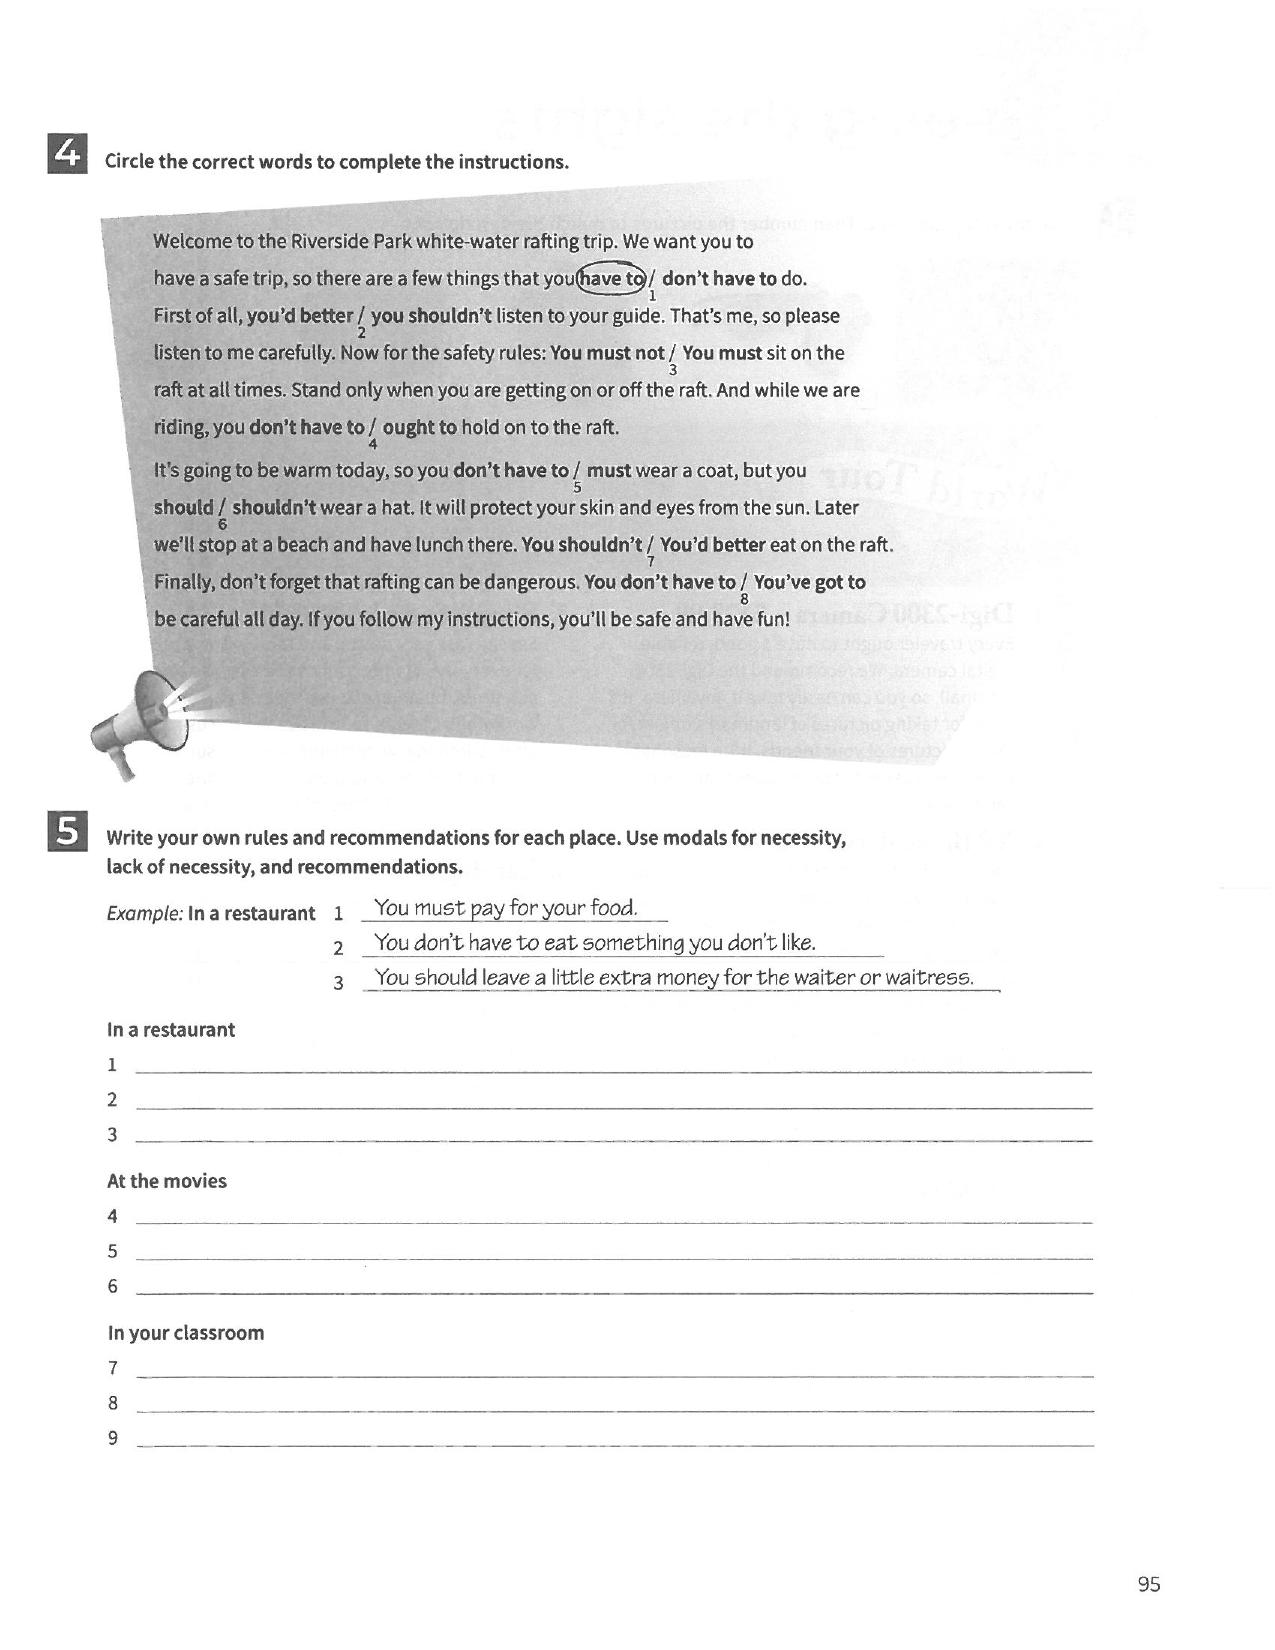 4 Circle the correct words to complete the instructions.
Welcome to the Riverside Park white-water rafting trip. We want you to
have a safe trip, so there are a few things that you have to / don't have to do.
1
First of all, you'd better / you shouldn't listen to your guide. That's me, so please
2
listen to me carefully. Now for the safety rules: You must not / You must sit on the
3
raft at all times. Stand only when you are getting on or off the raft. And while we are
riding, you don't have to / ought to hold on to the raft.
4
It's going to be warm today, so you don't have to / must wear a coat, but you
5
should / shouldn't wear a hat. It will protect your skin and eyes from the sun. Later
6
we'll stop at a beach and have lunch there. You shouldn't / You'd better eat on the raft.
7
Finally, don't forget that rafting can be dangerous. You don't have to / You've got to
8
be careful all day. If you follow my instructions, you'll be safe and have fun!
5 Write your own rules and recommendations for each place. Use modals for necessity,
lack of necessity, and recommendations.
Example: In a restaurant 1 You must pay for your food.
2 You don't have to eat something you don't like.
3 You should leave a little extra money for the waiter or waitress.
In a restaurant
1
2
3
At the movies
4
5
6
In your classroom
7
8
9
95